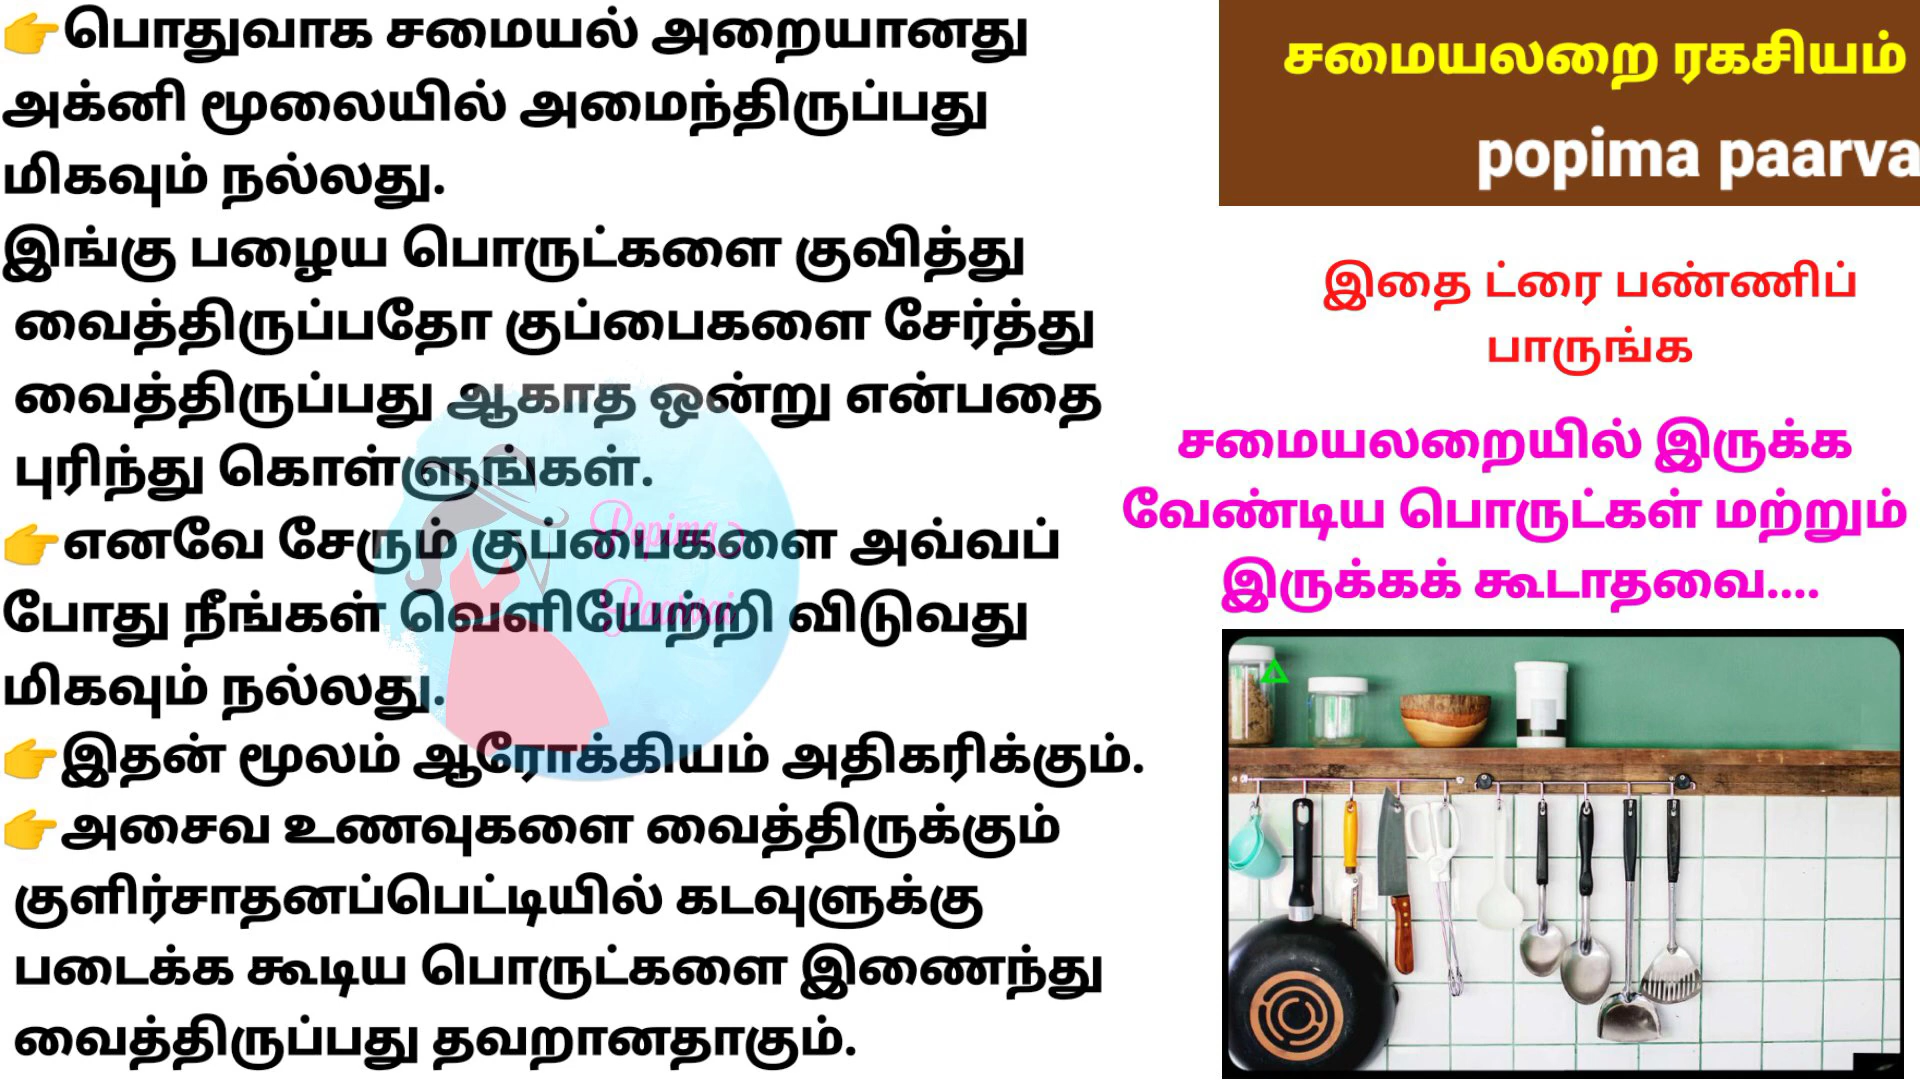 👉பொதுவாக சமையல் அறையானது
அக்னி மூலையில் அமைந்திருப்பது
மிகவும் நல்லது.
இங்கு பழைய பொருட்களை குவித்து
வைத்திருப்பதோ குப்பைகளை சேர்த்து
வைத்திருப்பது ஆகாத ஒன்று என்பதை
புரிந்து கொள்ளுங்கள்.
👉எனவே சேரும் குப்பைகளை அவ்வப்
போது நீங்கள் வெளியேற்றி விடுவது
மிகவும் நல்லது.
👉இதன் மூலம் ஆரோக்கியம் அதிகரிக்கும்.
👉அசைவ உணவுகளை வைத்திருக்கும்
குளிர்சாதனப்பெட்டியில் கடவுளுக்கு
படைக்க கூடிய பொருட்களை இணைந்து
வைத்திருப்பது தவறானதாகும்.
Popima
Paarvai
சமையலறை ரகசியம்
popima paarva
இதை ட்ரை பண்ணிப்
பாருங்க
சமையலறையில் இருக்க
வேண்டிய பொருட்கள் மற்றும்
இருக்கக் கூடாதவை....